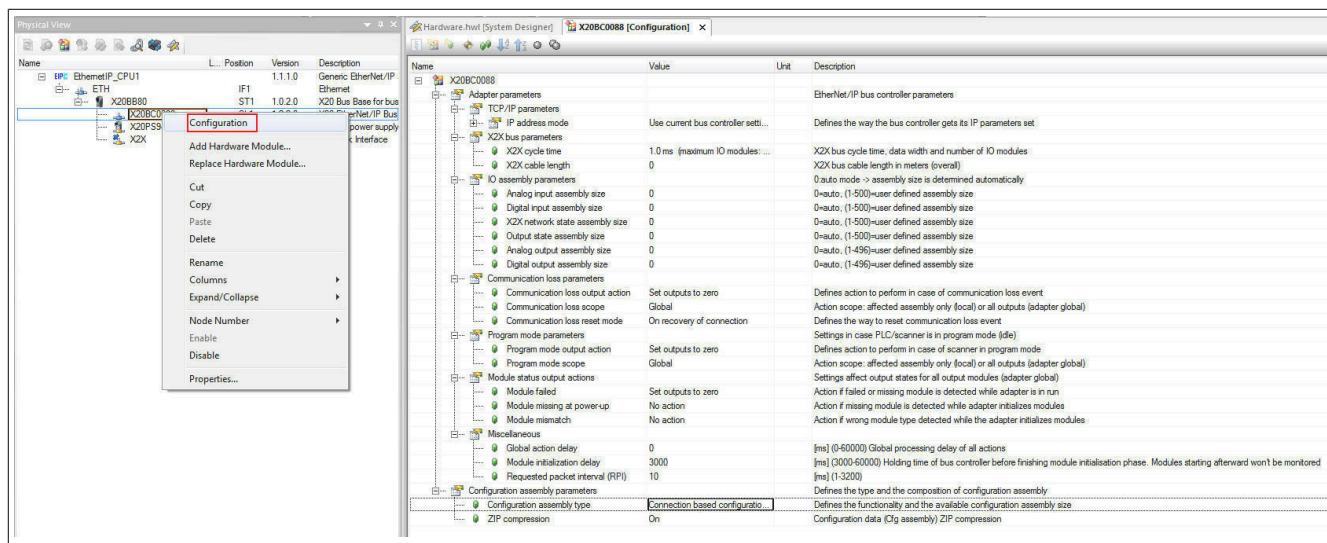 Physical View
Name L... Position Version Description
EthernetIP_CPU1 1.1.1.0 Generic EtherNet/IP
ETH IF1 Ethernet
X20BB80 ST1 1.0.2.0 X20 Bus Base for bus
X20BC0088 erNet/IP Bus
X20PS9 power supply
X2X Interface
Configuration
Add Hardware Module...
Replace Hardware Module...
Cut
Copy
Paste
Delete
Rename
Columns
Expand/Collapse
Node Number
Enable
Disable
Properties...
Hardware.hwl [System Designer] X20BC0088 [Configuration] X
Name Value Unit Description
X20BC0088
Adapter parameters EtherNet/IP bus controller parameters
TCP/IP parameters
IP address mode Use current bus controller setti... Defines the way the bus controller gets its IP parameters set
X2X bus parameters
X2X cycle time 1.0 ms (maximum IO modules: ... X2X bus cycle time, data width and number of IO modules
X2X cable length 0 X2X bus cable length in meters (overall)
IO assembly parameters 0:auto mode -> assembly size is determined automatically
Analog input assembly size 0 0=auto, (1-500)=user defined assembly size
Digital input assembly size 0 0=auto, (1-500)=user defined assembly size
X2X network state assembly size 0 0=auto, (1-500)=user defined assembly size
Output state assembly size 0 0=auto, (1-500)=user defined assembly size
Analog output assembly size 0 0=auto, (1-496)=user defined assembly size
Digital output assembly size 0 0=auto, (1-496)=user defined assembly size
Communication loss parameters
Communication loss output action Set outputs to zero Defines action to perform in case of communication loss event
Communication loss scope Global Action scope: affected assembly only (local) or all outputs (adapter global)
Communication loss reset mode On recovery of connection Defines the way to reset communication loss event
Program mode parameters Settings in case PLC/scanner is in program mode (idle)
Program mode output action Set outputs to zero Defines action to perform in case of scanner in program mode
Program mode scope Global Action scope: affected assembly only (local) or all outputs (adapter global)
Module status output actions Settings affect output states for all output modules (adapter global)
Module failed Set outputs to zero Action if failed or missing module is detected while adapter is in run
Module missing at power-up No action Action if missing module is detected while adapter initializes modules
Module mismatch No action Action if wrong module type detected while the adapter initializes modules
Miscellaneous
Global action delay 0 [ms] (0-60000) Global processing delay of all actions
Module initialization delay 3000 [ms] (3000-60000) Holding time of bus controller before finishing module initialisation phase. Modules starting afterward won't be monitored
Requested packet interval (RPI) 10 [ms] (1-3200)
Configuration assembly parameters Defines the type and the composition of configuration assembly
Configuration assembly type Connection based configuratio... Defines the functionality and the available configuration assembly size
ZIP compression On Configuration data (Cfg assembly) ZIP compression